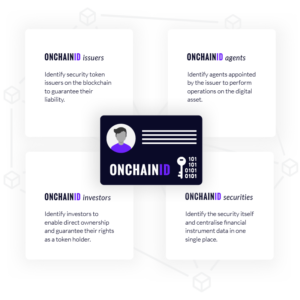 ONCHAINID issuers
Identify security token
issuers on the blockchain
to guarantee their
liability.
ONCHAINID agents
Identify agents appointed
by the issuer to perform
operations on the digital
asset.
ONCHAINID
101
101
0101
0101
ONCHAINID investors
Identify investors to
enable direct ownership
and guarantee their rights
as a token holder.
ONCHAINID securities
Identify the security itself
and centralise financial
instrument data in one
single place.